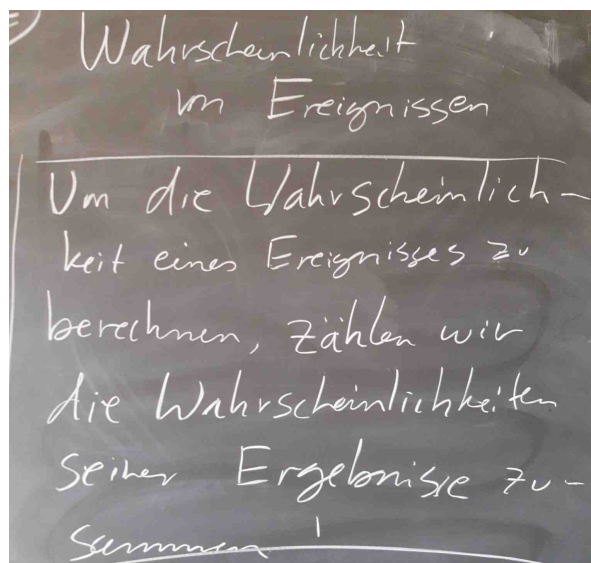 Wahrscheinlichkeit
von Ereignissen
Um die Wahrscheinlich-
keit eines Ereignisses zu
berechnen, zählen wir
die Wahrscheinlichkeiten
seiner Ergebnisse zu-
sammen